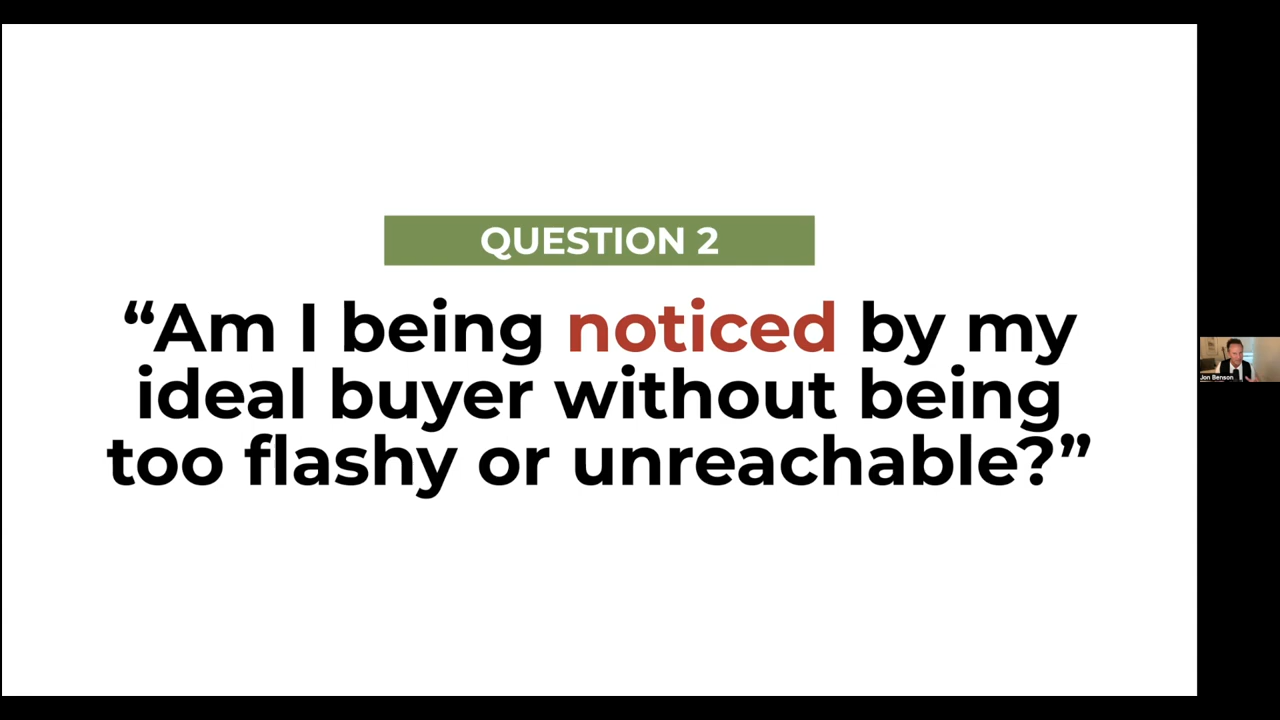 QUESTION 2
“Am I being noticed by my
ideal buyer without being
too flashy or unreachable?”
Jon Benson